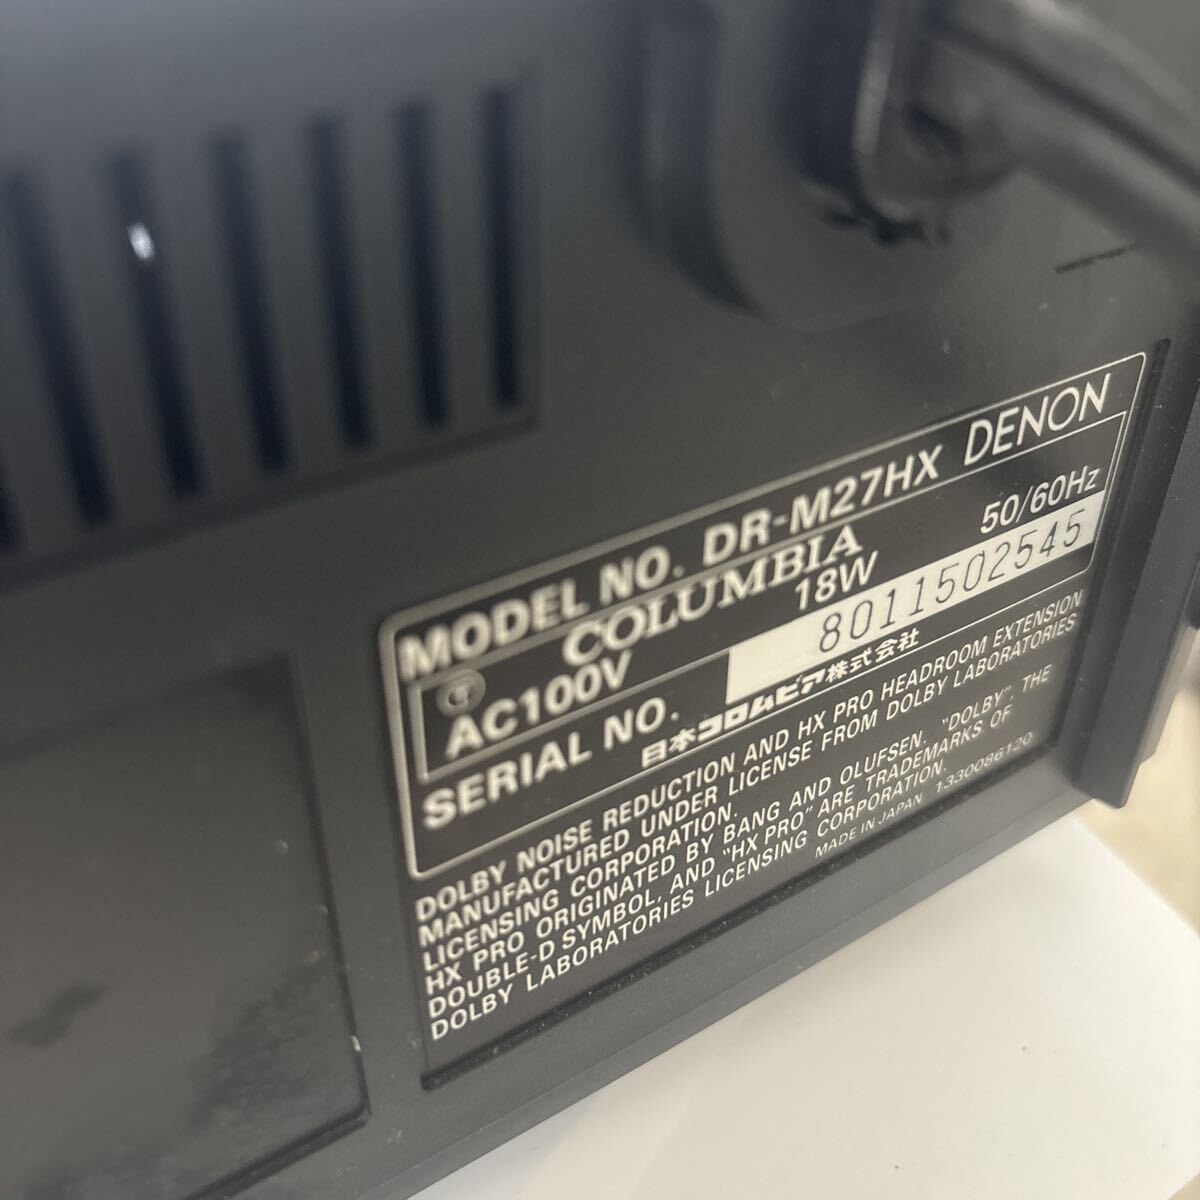 MODEL NO. DR-M27HX DENON
COLUMBIA
AC100V 18W 50/60Hz
SERIAL NO. 8011502545
日本コロムビア株式会社
DOLBY NOISE REDUCTION AND HX PRO HEADROOM EXTENSION
MANUFACTURED UNDER LICENSE FROM DOLBY LABORATORIES
LICENSING CORPORATION.
HX PRO ORIGINATED BY BANG AND OLUFSEN. "DOLBY", THE
DOUBLE-D SYMBOL, AND "HX PRO" ARE TRADEMARKS OF
DOLBY LABORATORIES LICENSING CORPORATION.
MADE IN JAPAN 1330086120